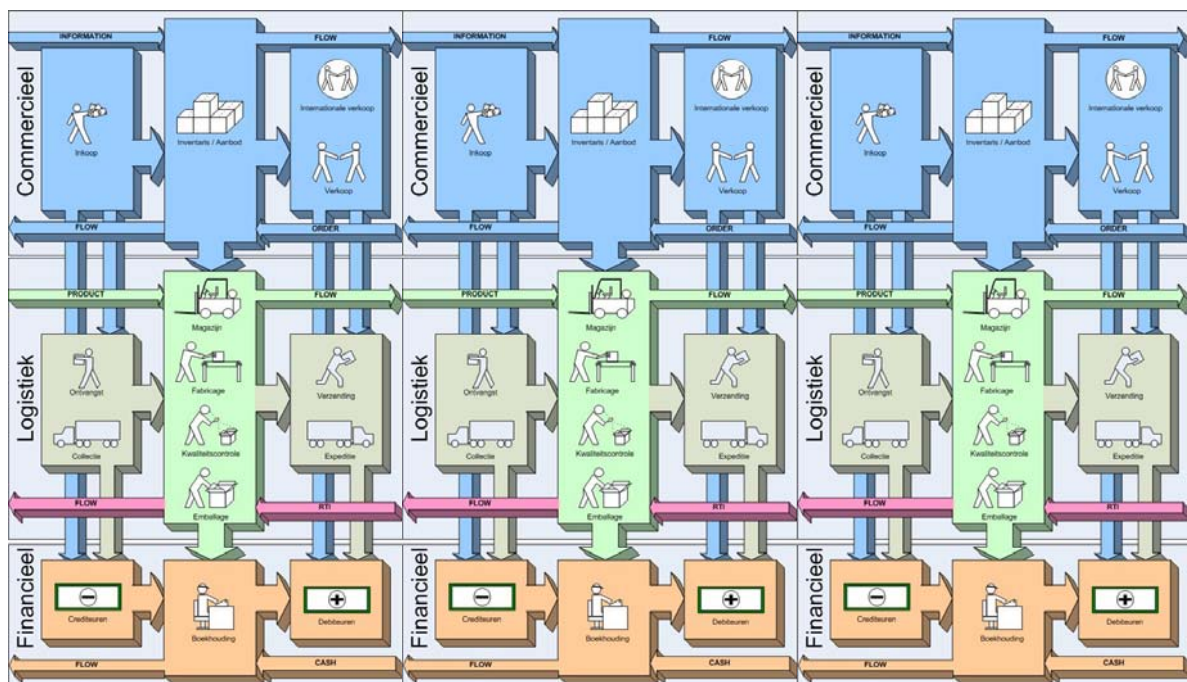 Commercieel
INFORMATION
FLOW
Inkoop
Inventaris / Aanbod
Internationale verkoop
Verkoop
FLOW
ORDER
Logistiek
PRODUCT
FLOW
Magazijn
Ontvangst
Fabricage
Verzending
Collectie
Kwaliteitscontrole
Expeditie
FLOW
RTI
Emballage
Financieel
Crediteuren
Boekhouding
Debiteuren
FLOW
CASH
Commercieel
INFORMATION
FLOW
Inkoop
Inventaris / Aanbod
Internationale verkoop
Verkoop
FLOW
ORDER
Logistiek
PRODUCT
FLOW
Magazijn
Ontvangst
Fabricage
Verzending
Collectie
Kwaliteitscontrole
Expeditie
FLOW
RTI
Emballage
Financieel
Crediteuren
Boekhouding
Debiteuren
FLOW
CASH
Commercieel
INFORMATION
FLOW
Inkoop
Inventaris / Aanbod
Internationale verkoop
Verkoop
FLOW
ORDER
Logistiek
PRODUCT
FLOW
Magazijn
Ontvangst
Fabricage
Verzending
Collectie
Kwaliteitscontrole
Expeditie
FLOW
RTI
Emballage
Financieel
Crediteuren
Boekhouding
Debiteuren
FLOW
CASH